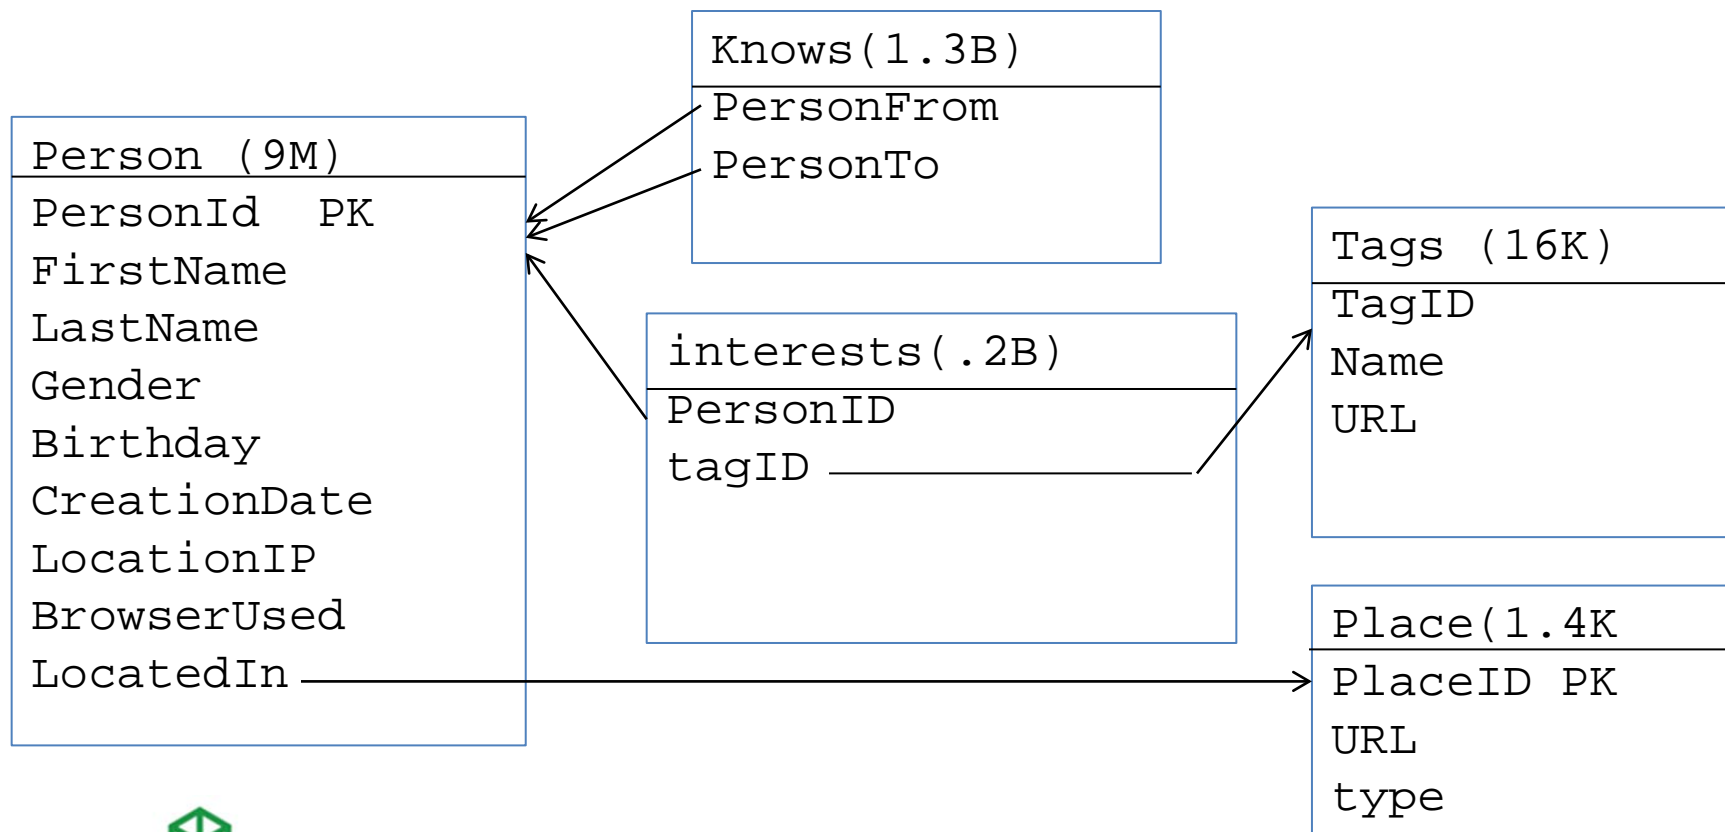 Knows(1.3B)
PersonFrom
PersonTo
Person (9M)
PersonId PK
FirstName
LastName
Gender
Birthday
CreationDate
LocationIP
BrowserUsed
LocatedIn
interests(.2B)
PersonID
tagID
Tags (16K)
TagID
Name
URL
Place(1.4K
PlaceID PK
URL
type